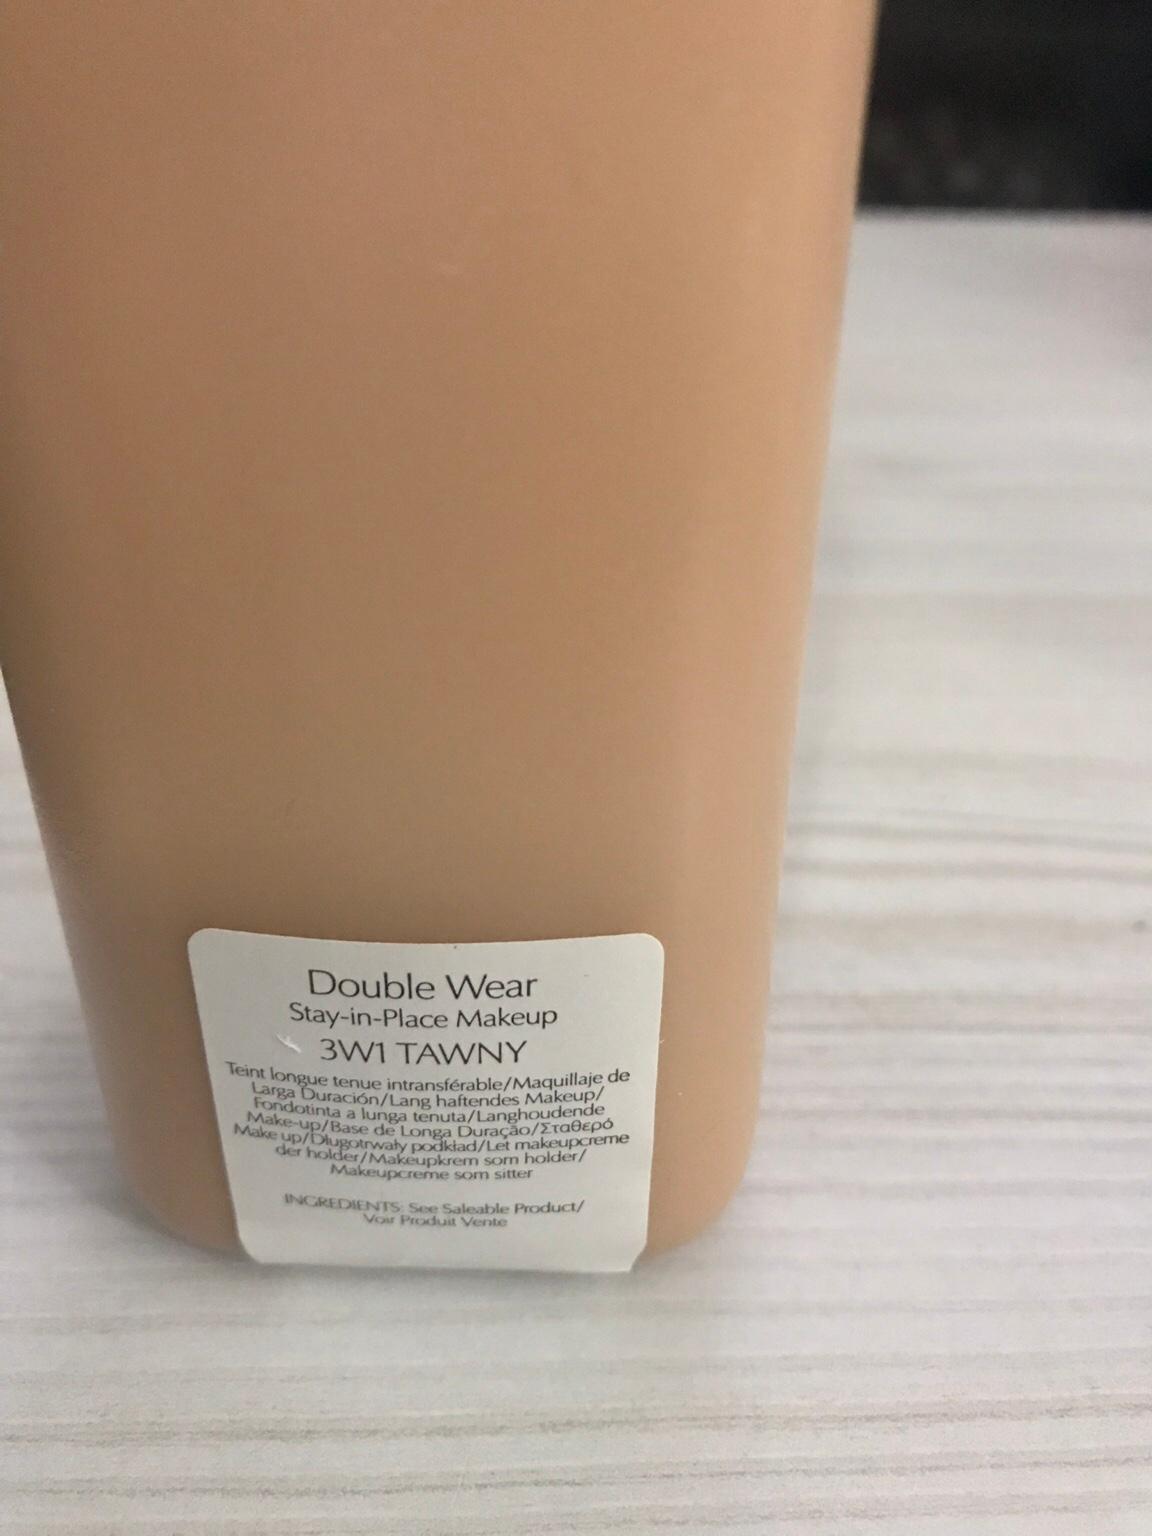 Double Wear
Stay-in-Place Makeup
3W1 TAWNY
Teint longue tenue intransférable/Maquillaje de
Larga Duración/Lang haftendes Makeup/
Fondotinta a lunga tenuta/Langhoudende
Make-up/Base de Longa Duração/Σταθερό
Make up/Długotrwały podkład/Let makeupcreme
der holder/Makeupkrem som holder/
Makeupcreme som sitter
INGREDIENTS: See Saleable Product/
Voir Produit Vente